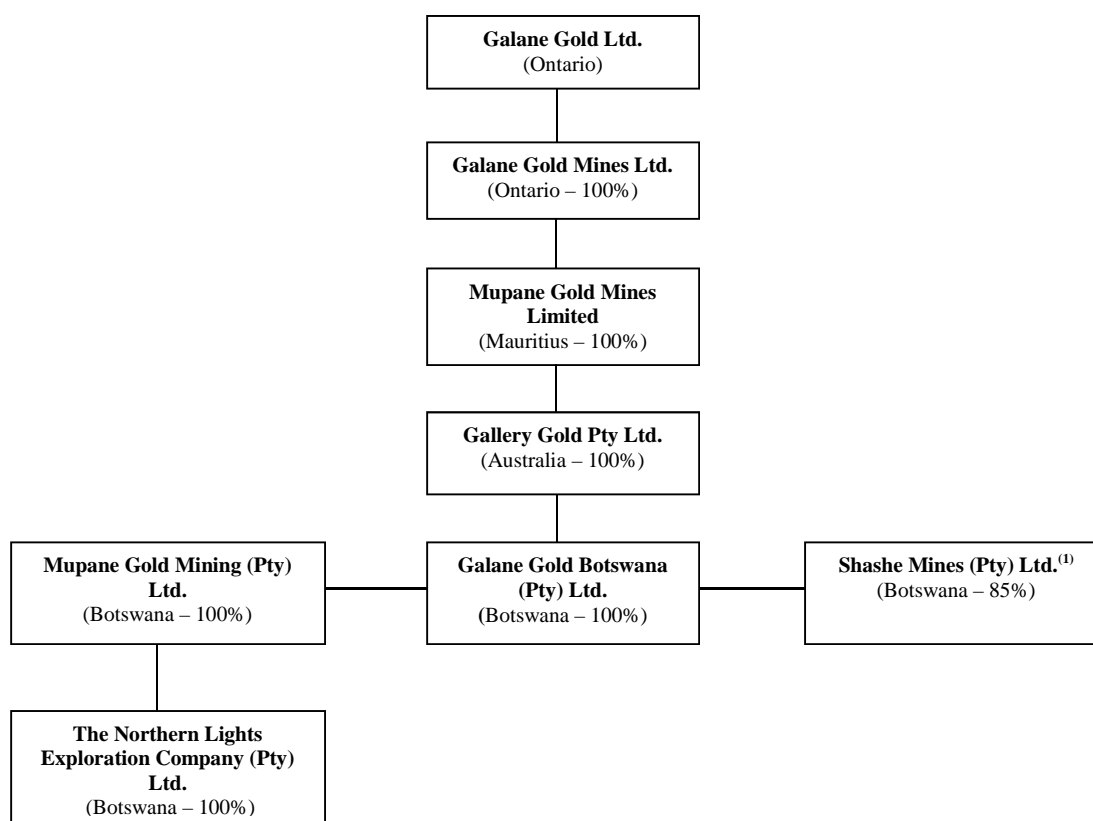 Galane Gold Ltd.
(Ontario)
Galane Gold Mines Ltd.
(Ontario – 100%)
Mupane Gold Mines
Limited
(Mauritius – 100%)
Gallery Gold Pty Ltd.
(Australia – 100%)
Mupane Gold Mining (Pty)
Ltd.
(Botswana – 100%)
Galane Gold Botswana
(Pty) Ltd.
(Botswana – 100%)
Shashe Mines (Pty) Ltd.(1)
(Botswana – 85%)
The Northern Lights
Exploration Company (Pty)
Ltd.
(Botswana – 100%)